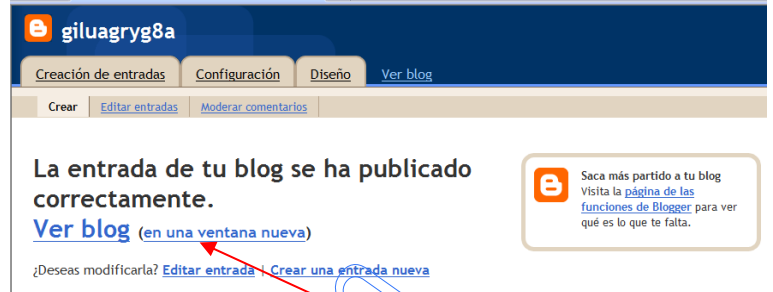 giluagryg8a
Creación de entradas Configuración Diseño Ver blog
Crear Editar entradas Moderar comentarios
La entrada de tu blog se ha publicado
correctamente.
Ver blog (en una ventana nueva)
¿Deseas modificarla? Editar entrada | Crear una entrada nueva
Saca más partido a tu blog
Visita la página de las
funciones de Blogger para ver
qué es lo que te falta.